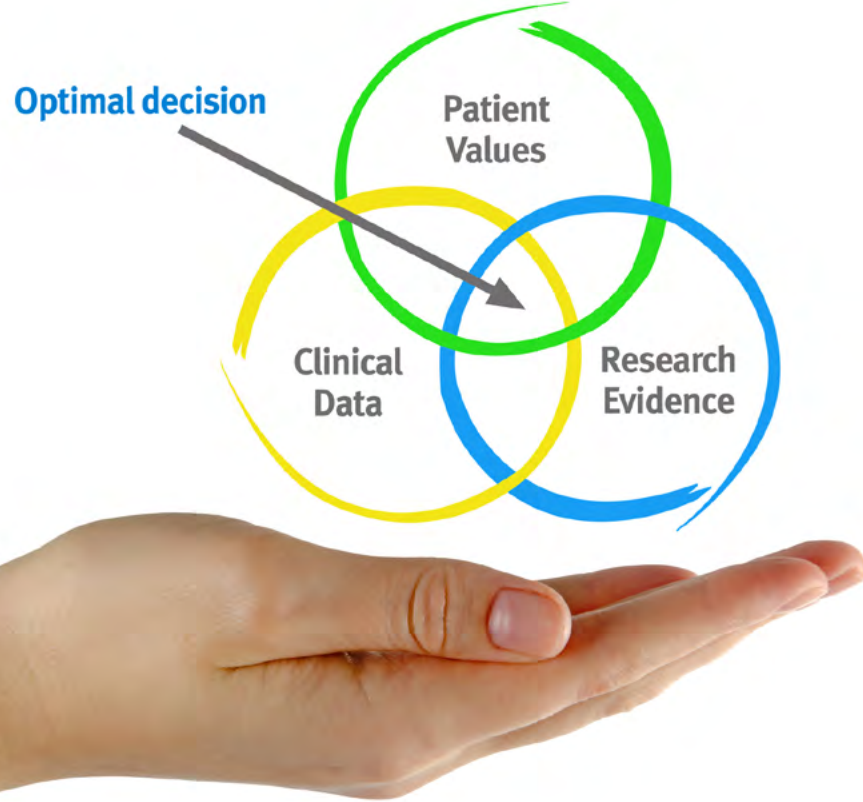 Optimal decision
Patient
Values
Clinical
Data
Research
Evidence